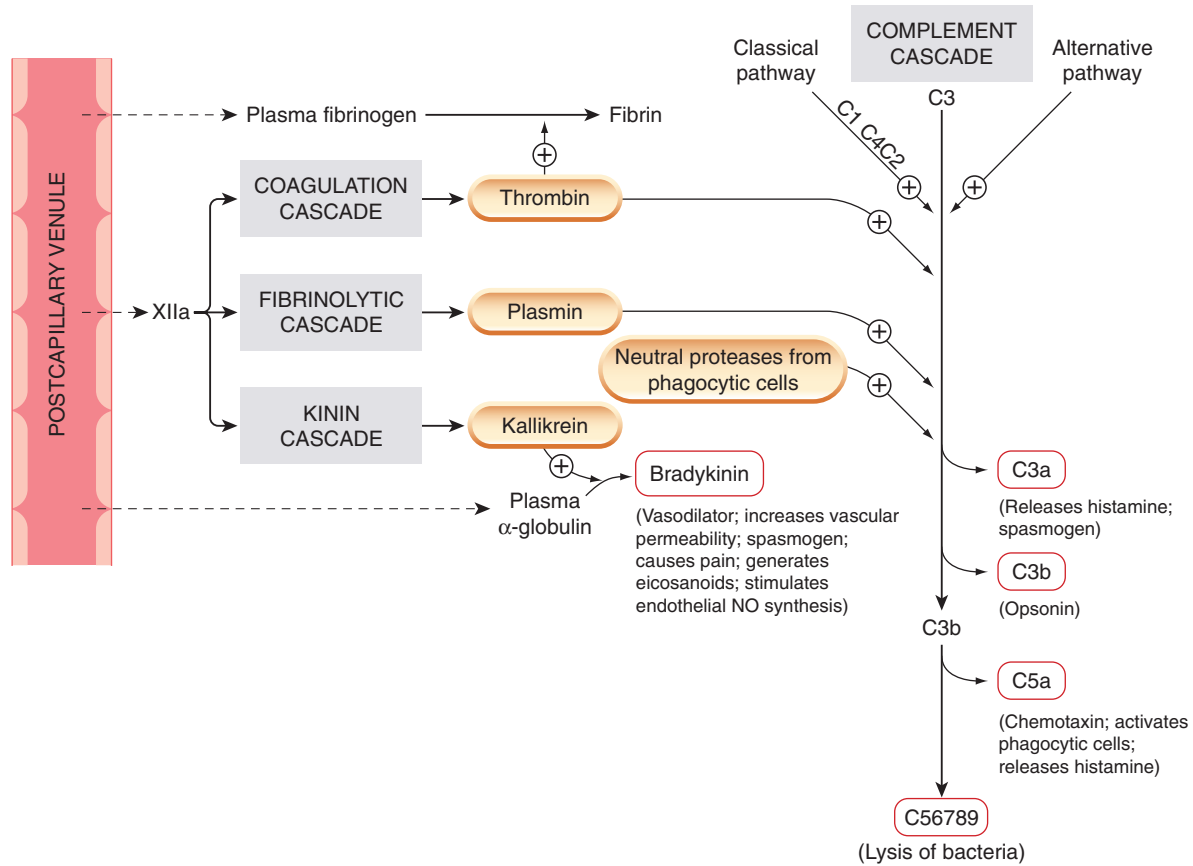 Classical
pathway
COMPLEMENT
CASCADE
Alternative
pathway
C3
C1 C4C2
+
+
Plasma fibrinogen
Fibrin
+
POSTCAPILLARY VENULE
COAGULATION
CASCADE
Thrombin
+
XIIa
FIBRINOLYTIC
CASCADE
Plasmin
+
Neutral proteases from
phagocytic cells
+
KININ
CASCADE
Kallikrein
+
Plasma
α-globulin
Bradykinin
(Vasodilator; increases vascular
permeability; spasmogen;
causes pain; generates
eicosanoids; stimulates
endothelial NO synthesis)
C3a
(Releases histamine;
spasmogen)
C3b
(Opsonin)
C3b
C5a
(Chemotaxin; activates
phagocytic cells;
releases histamine)
C56789
(Lysis of bacteria)